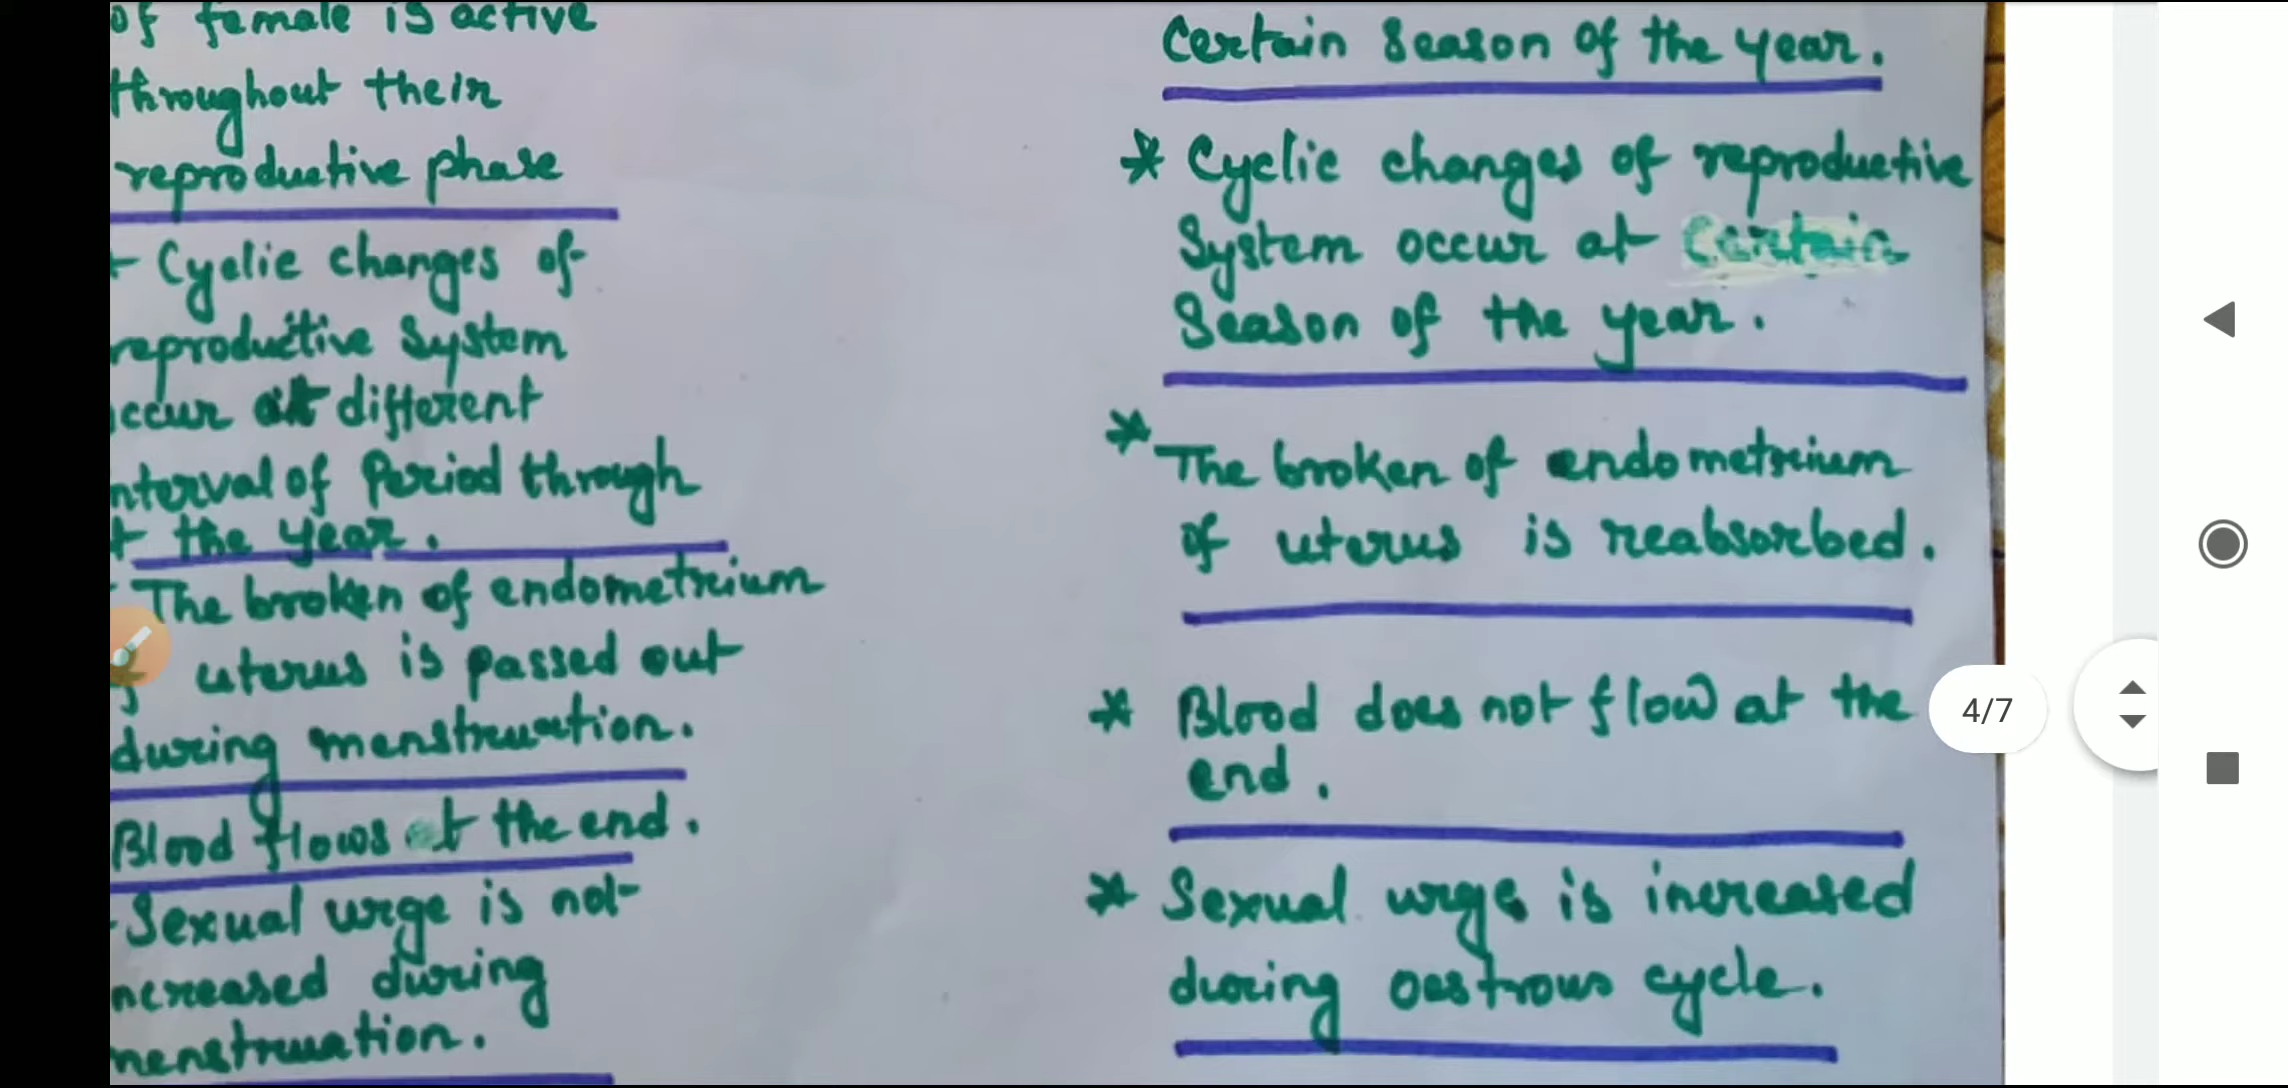 of female is active
throughout their
reproductive phase
Cyclic changes of
reproductive System
occur at different
nterval of Period through
t the year.
The broken of endometrium
uterus is passed out
during menstruation.
Blood flows at the end.
Sexual urge is not
ncreased during
menstruation.
Certain Season of the year.
* Cyclic changes of reproductive
System occur at Certain
Season of the year.
* The broken of endometrium
of uterus is reabsorbed.
* Blood does not flow at the
end.
* Sexual urge is increased
during oestrous cycle.
4/7